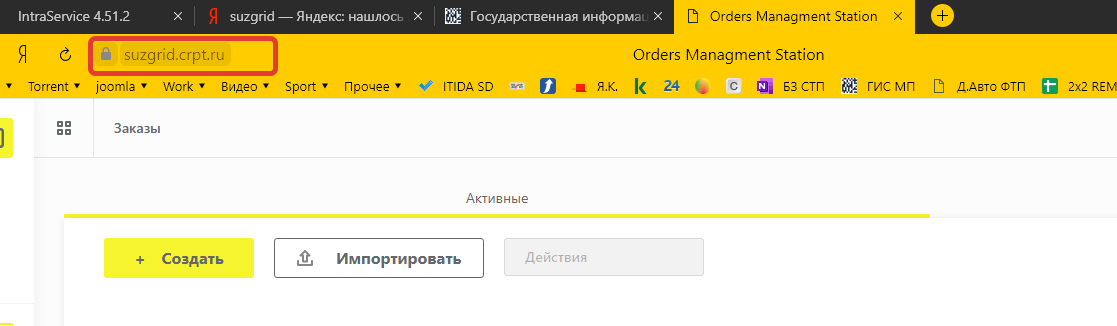 IntraService 4.51.2 suzgrid — Яндекс: нашлось Государственная информац Orders Managment Station
suzgrid.crpt.ru Orders Managment Station
Torrent joomla Work Видео Sport Прочее ITIDA SD Я.К. 24 C БЗ СТП ГИС МП Д.Авто ФТП 2x2 REM
Заказы
Активные
+ Создать Импортировать Действия